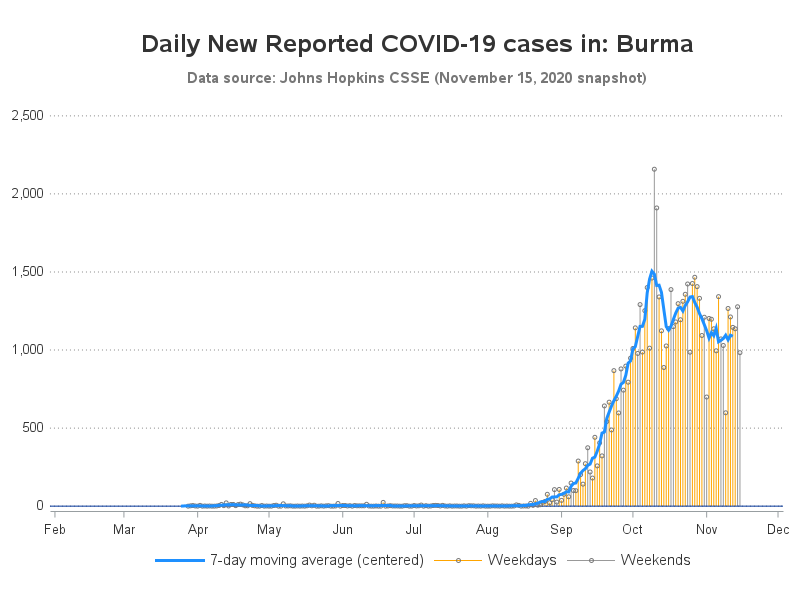 Daily New Reported COVID-19 cases in: Burma
Data source: Johns Hopkins CSSE (November 15, 2020 snapshot)
2,500
2,000
1,500
1,000
500
0
Feb Mar Apr May Jun Jul Aug Sep Oct Nov Dec
7-day moving average (centered) Weekdays Weekends